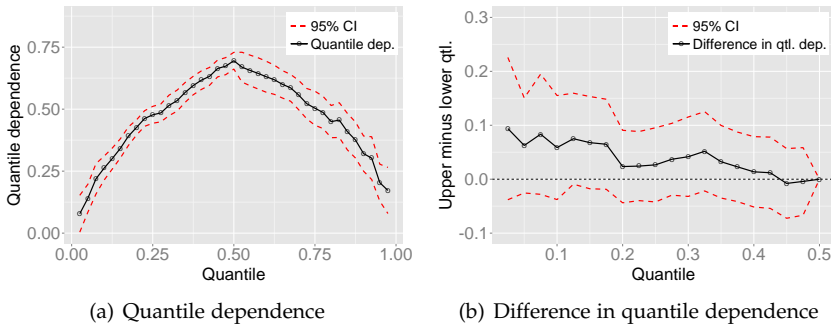 95% CI
Quantile dep.
Quantile dependence
0.75
0.50
0.25
0.00
0.00 0.25 0.50 0.75 1.00
Quantile
(a) Quantile dependence
95% CI
Difference in qtl. dep.
Upper minus lower qtl.
0.3
0.2
0.1
0.0
-0.1
0.1 0.2 0.3 0.4 0.5
Quantile
(b) Difference in quantile dependence